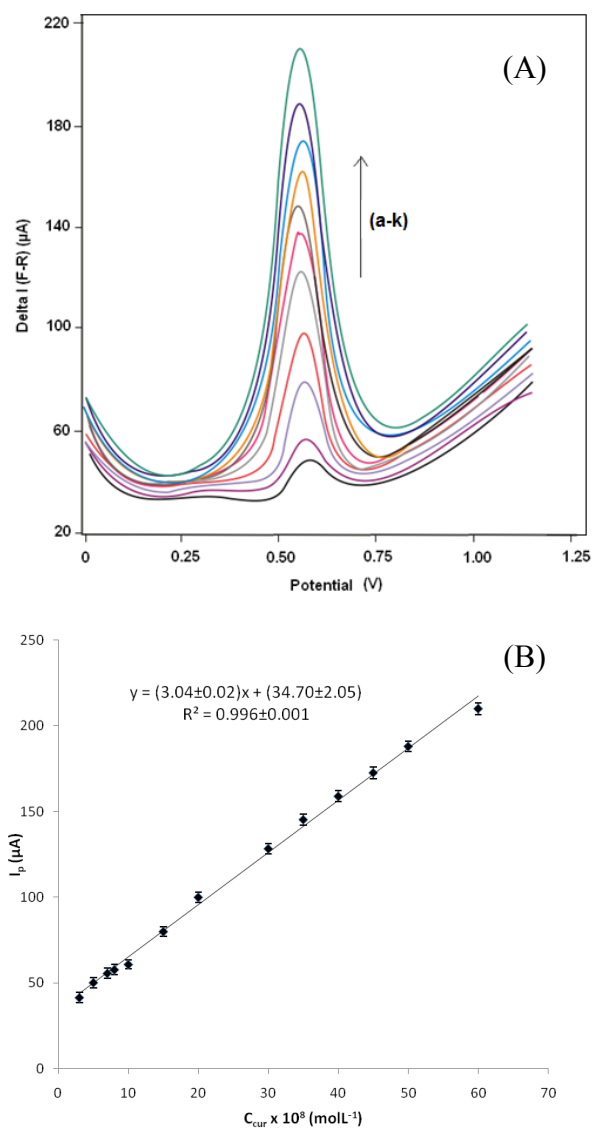 220
(A)
180
140
(a-k)
100
60
20
Delta I (F-R) (µA)
0
0.25
0.50
0.75
1.00
1.25
Potential (V)
250
(B)
y = (3.04±0.02)x + (34.70±2.05)
R² = 0.996±0.001
200
150
100
50
0
Iₚ (µA)
0
10
20
30
40
50
60
70
C_cur x 10⁸ (molL⁻¹)